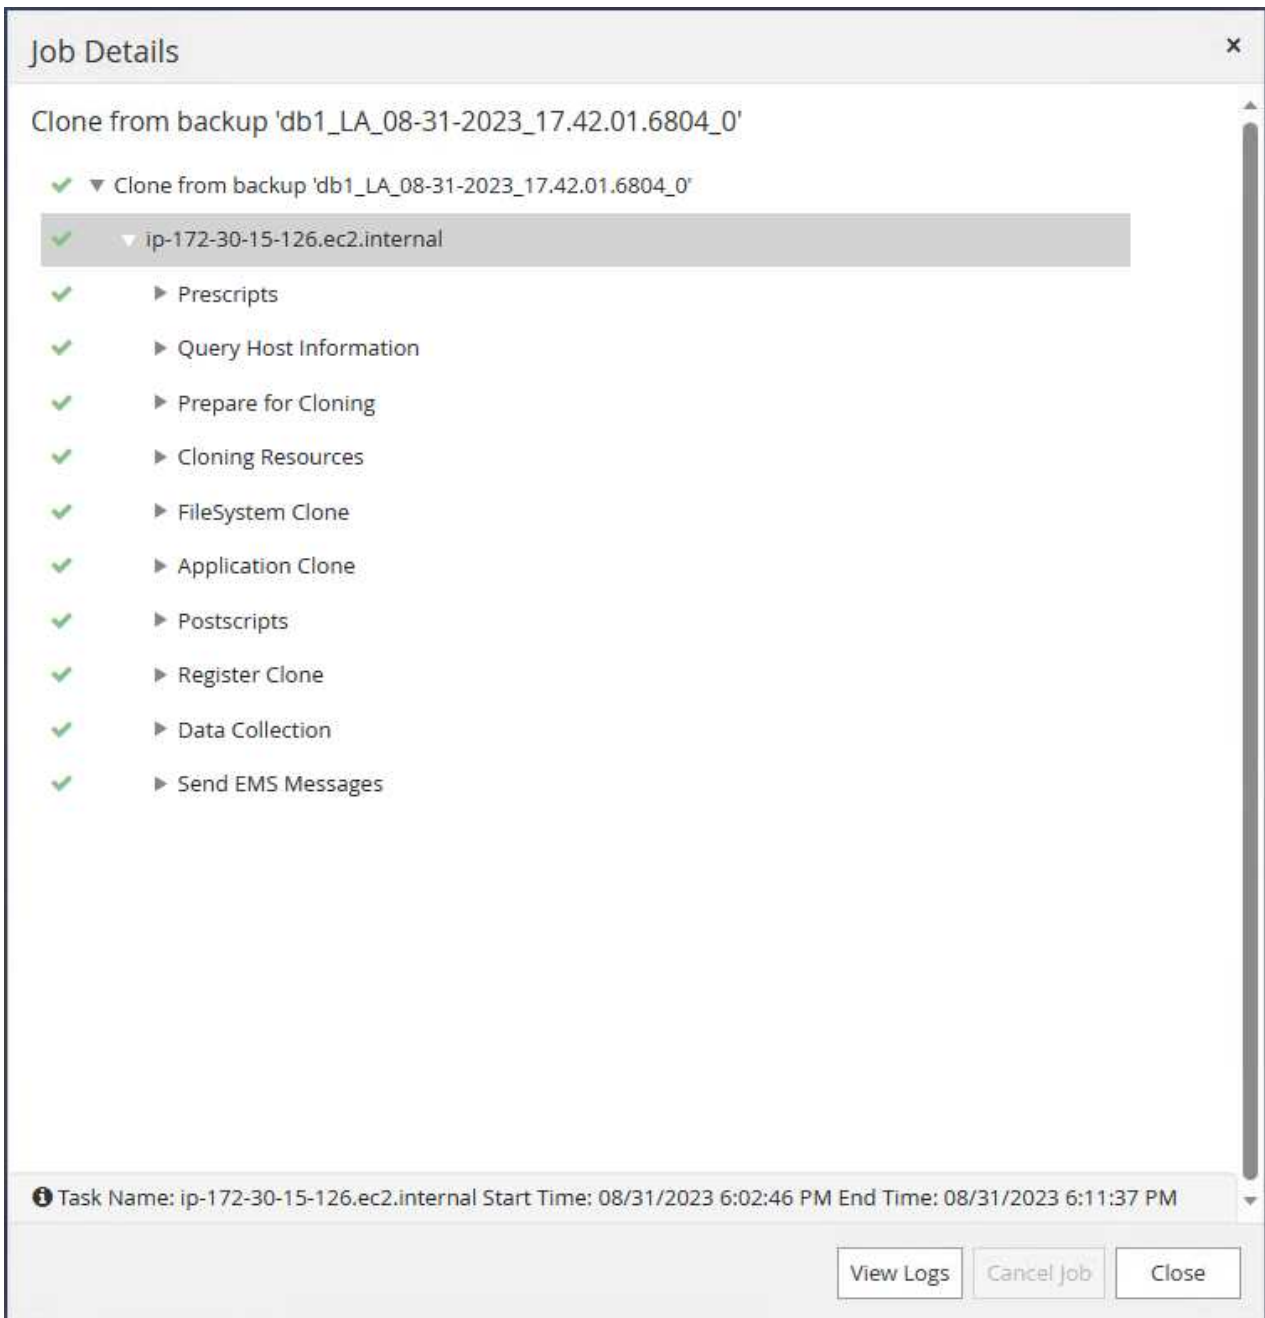 Job Details
Clone from backup 'db1_LA_08-31-2023_17.42.01.6804_0'
Clone from backup 'db1_LA_08-31-2023_17.42.01.6804_0'
ip-172-30-15-126.ec2.internal
Prescripts
Query Host Information
Prepare for Cloning
Cloning Resources
FileSystem Clone
Application Clone
Postscripts
Register Clone
Data Collection
Send EMS Messages
Task Name: ip-172-30-15-126.ec2.internal Start Time: 08/31/2023 6:02:46 PM End Time: 08/31/2023 6:11:37 PM
View Logs Cancel Job Close